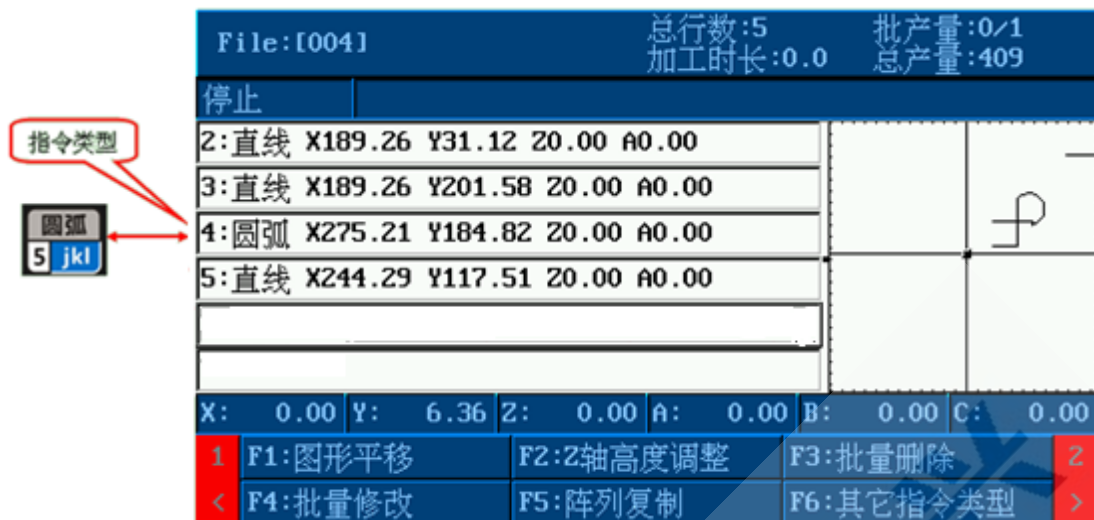 File:[004]
总行数:5
批产量:0/1
加工时长:0.0
总产量:409
停止
指令类型
圆弧
5 jkl
2:直线 X189.26 Y31.12 Z0.00 A0.00
3:直线 X189.26 Y201.58 Z0.00 A0.00
4:圆弧 X275.21 Y184.82 Z0.00 A0.00
5:直线 X244.29 Y117.51 Z0.00 A0.00
X: 0.00 Y: 6.36 Z: 0.00 A: 0.00 B: 0.00 C: 0.00
1 F1:图形平移 F2:Z轴高度调整 F3:批量删除 2
< F4:批量修改 F5:阵列复制 F6:其它指令类型 >